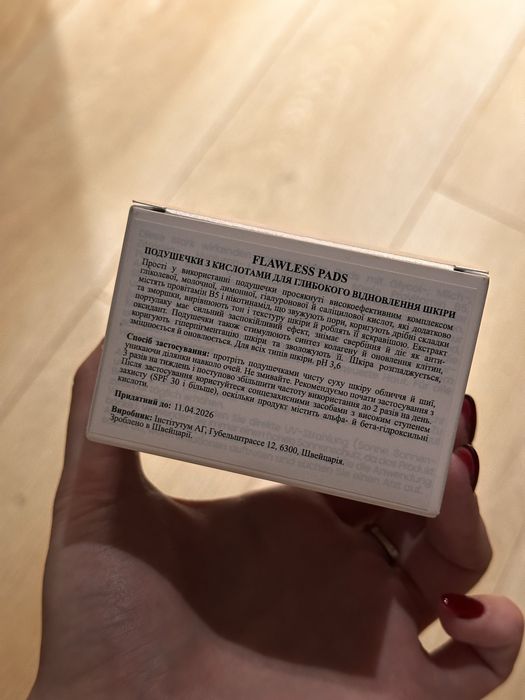 FLAWLESS PADS
ПОДУШЕЧКИ З КИСЛОТАМИ ДЛЯ ГЛИБОКОГО ВІДНОВЛЕННЯ ШКІРИ
Прості у використанні подушечки просякнуті високоефективним комплексом
гліколевої, молочної, лимонної, гіалуронової й саліцилової кислот, які додатково
містять провітамін B5 і нікотинамід, що звужують пори, коригують дрібні складки
та зморшки, вирівнюють тон і текстуру шкіри й роблять її яскравішою. Екстракт
портулаку має сильний заспокійливий ефект, знімає свербіння й діє як анти-
оксидант. Подушечки також стимулюють синтез колагену й оновлення клітин,
коригують гіперпігментацію шкіри та зволожують її. Шкіра розгладжується,
зміцнюється й оновлюється. Для всіх типів шкіри. pH 3,6
Спосіб застосування: протріть подушечками чисту суху шкіру обличчя й шиї,
уникаючи ділянки навколо очей. Не змивайте. Рекомендуємо почати застосування з
3 разів на тиждень і поступово збільшити частоту використання до 2 разів на день.
Після застосування користуйтеся сонцезахисними засобами з високим ступенем
захисту (SPF 30 і більше), оскільки продукт містить альфа- й бета-гідроксильні
кислоти.
Придатний до: 11.04.2026
Виробник: Інститутум АГ, Губельштрассе 12, 6300, Швейцарія.
Зроблено в Швейцарії.